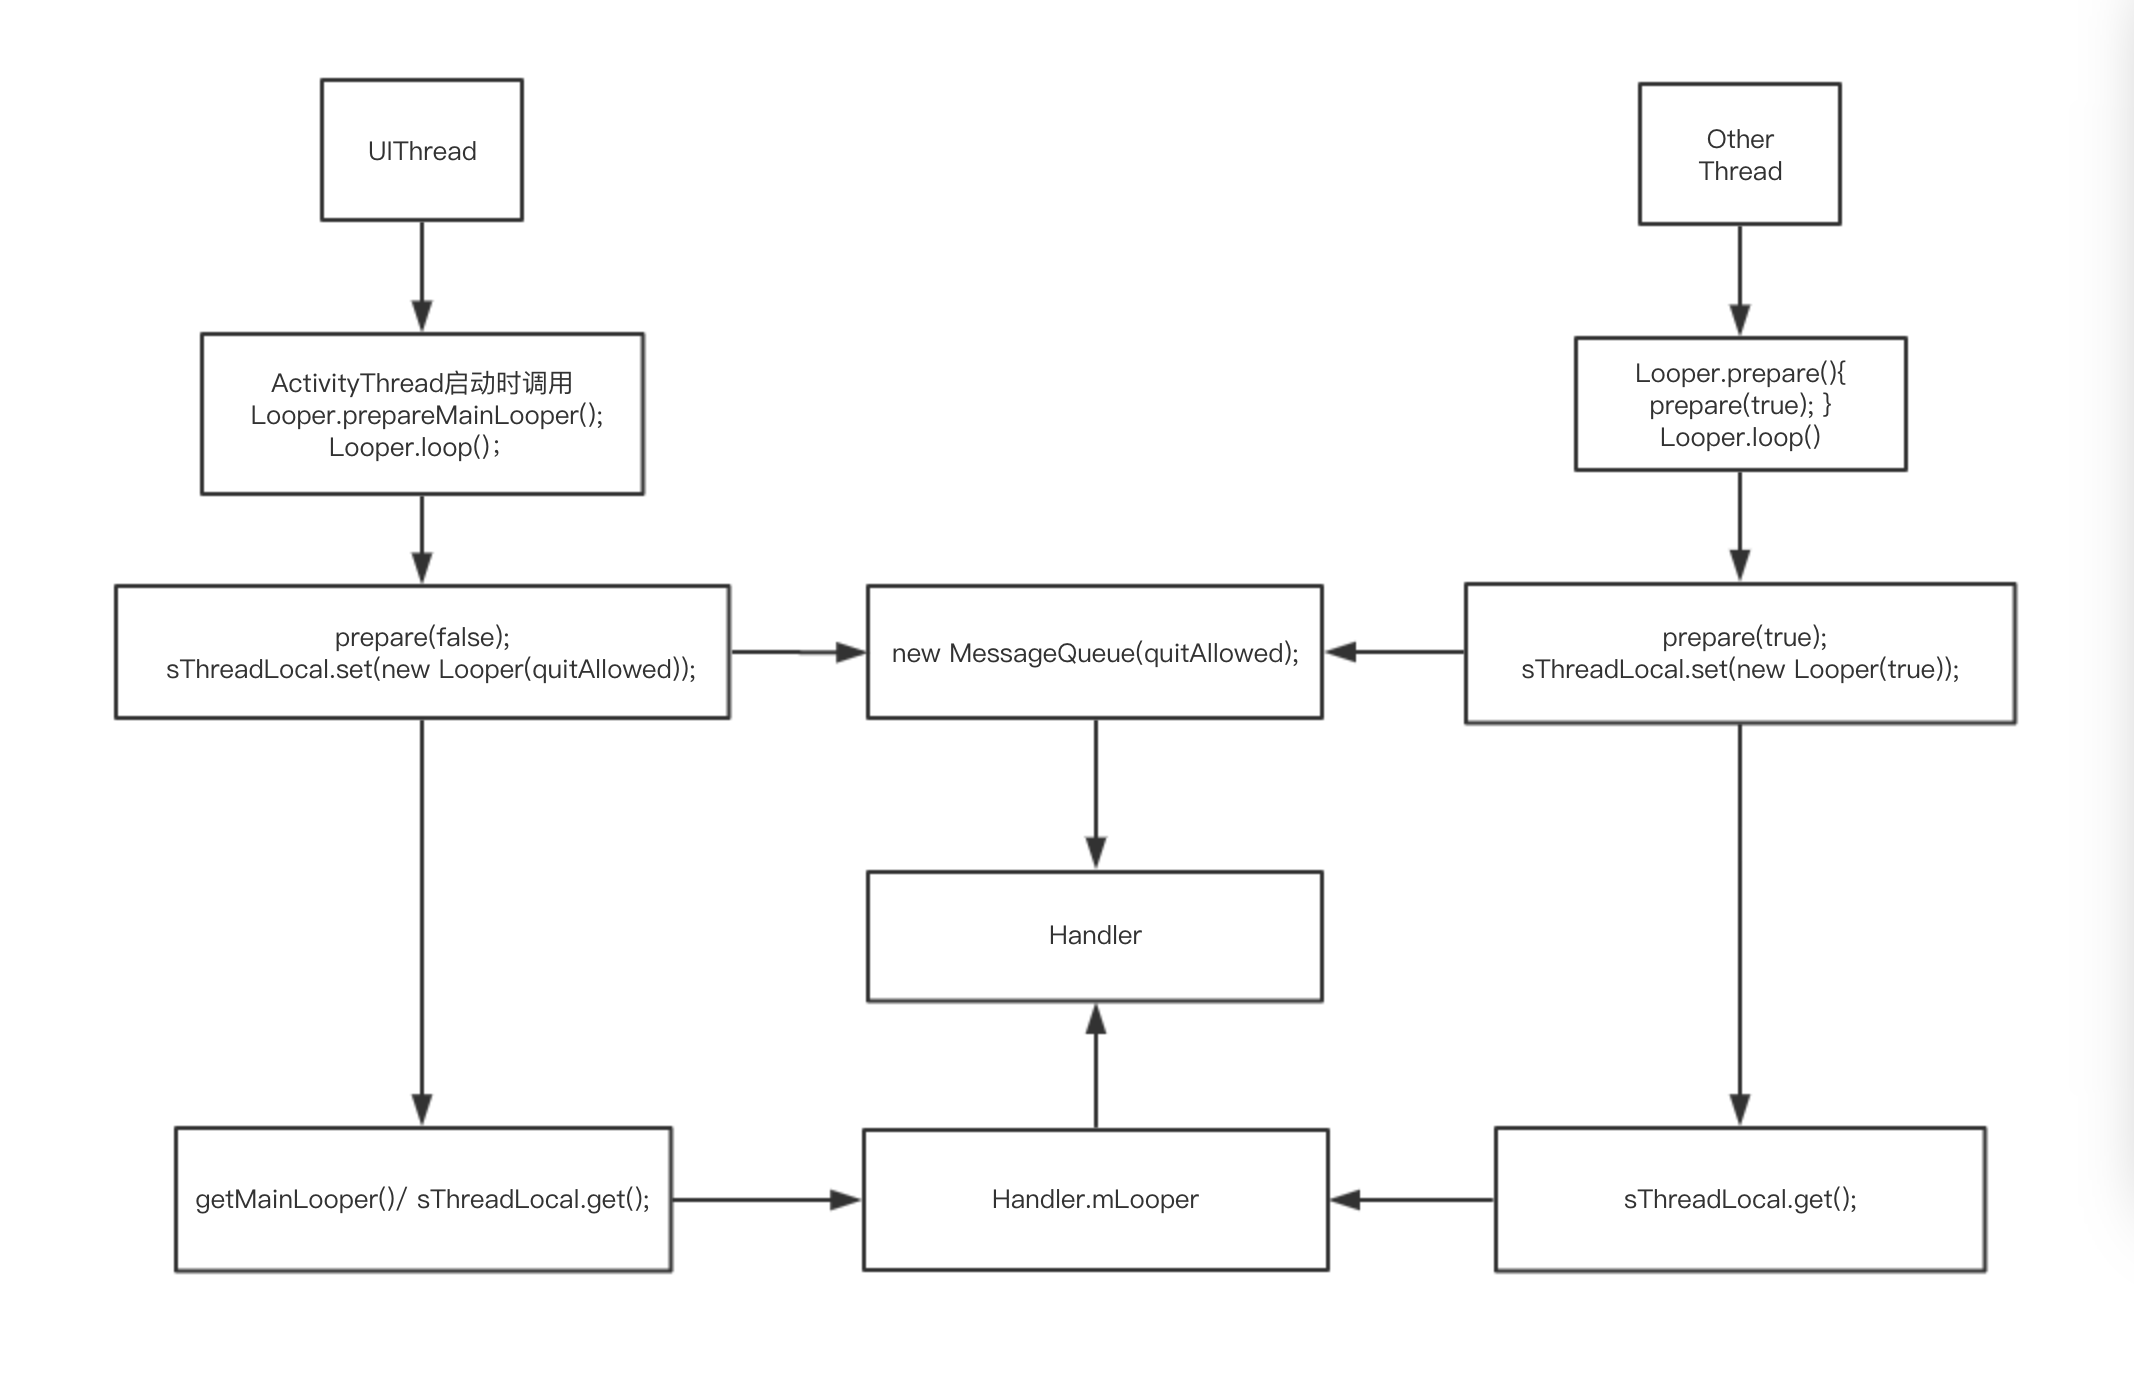 UIThread
Other
Thread
ActivityThread启动时调用
Looper.prepareMainLooper();
Looper.loop();
Looper.prepare(){
prepare(true); }
Looper.loop()
prepare(false);
sThreadLocal.set(new Looper(quitAllowed));
new MessageQueue(quitAllowed);
prepare(true);
sThreadLocal.set(new Looper(true));
Handler
getMainLooper()/ sThreadLocal.get();
Handler.mLooper
sThreadLocal.get();